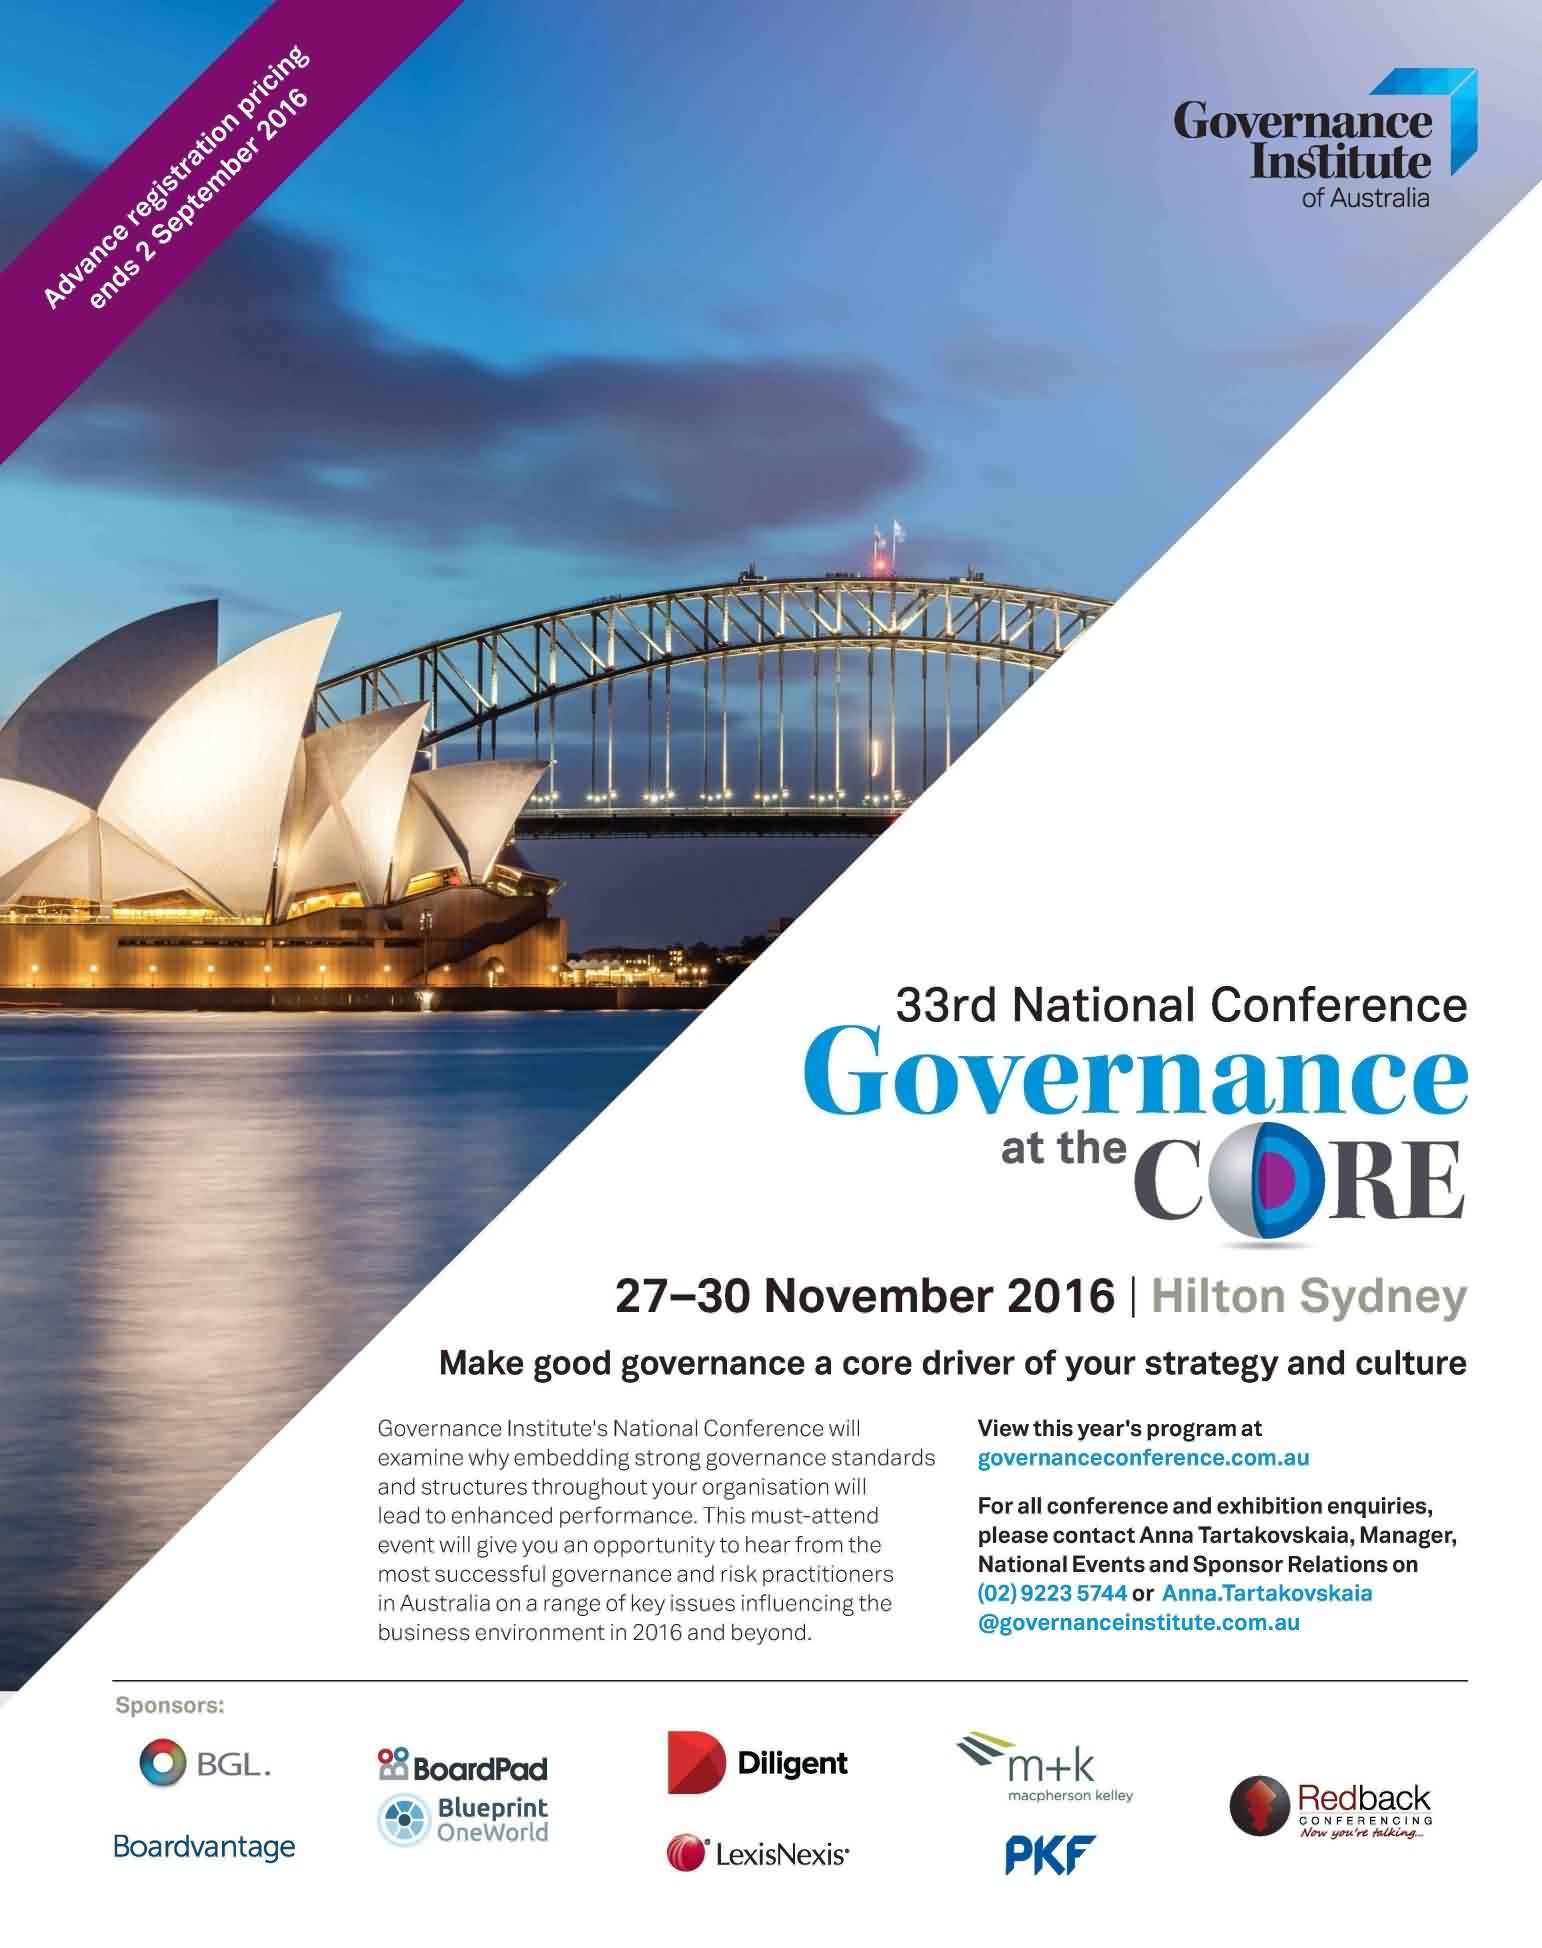 Advance registration pricing
ends 2 September 2016
Governance
Institute
of Australia
33rd National Conference
Governance
at the CORE
27–30 November 2016 | Hilton Sydney
Make good governance a core driver of your strategy and culture
Governance Institute's National Conference will
examine why embedding strong governance standards
and structures throughout your organisation will
lead to enhanced performance. This must-attend
event will give you an opportunity to hear from the
most successful governance and risk practitioners
in Australia on a range of key issues influencing the
business environment in 2016 and beyond.
View this year's program at
governanceconference.com.au
For all conference and exhibition enquiries,
please contact Anna Tartakovskaia, Manager,
National Events and Sponsor Relations on
(02) 9223 5744 or Anna.Tartakovskaia
@governanceinstitute.com.au
Sponsors:
BGL.
BoardPad
Blueprint
OneWorld
Diligent
m+k
macpherson kelley
Redback
CONFERENCING
Now you're talking...
Boardvantage
LexisNexis
PKF